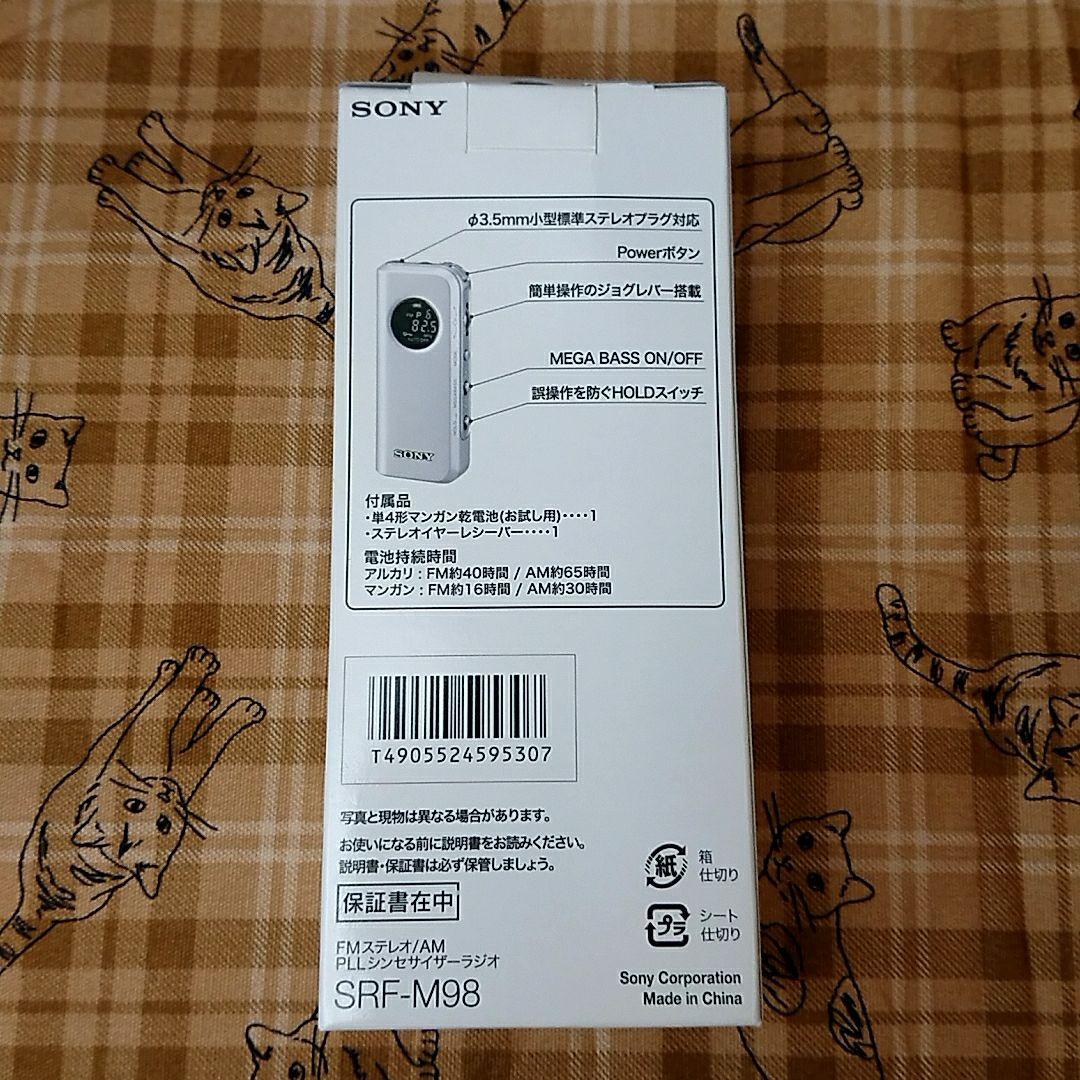 SONY
φ3.5mm小型標準ステレオプラグ対応
Powerボタン
簡単操作のジョグレバー搭載
P 6
82.5
MEGA BASS ON/OFF
誤操作を防ぐHOLDスイッチ
SONY
付属品
・単4形マンガン乾電池(お試し用)‥‥1
・ステレオイヤーレシーバー‥‥1
電池持続時間
アルカリ：FM約40時間 / AM約65時間
マンガン：FM約16時間 / AM約30時間
T4905524595307
写真と現物は異なる場合があります。
お使いになる前に説明書をお読みください。
説明書・保証書は必ず保管しましょう。
保証書在中
紙
箱
仕切り
プラ
シート
仕切り
FMステレオ/AM
PLLシンセサイザーラジオ
SRF-M98
Sony Corporation
Made in China